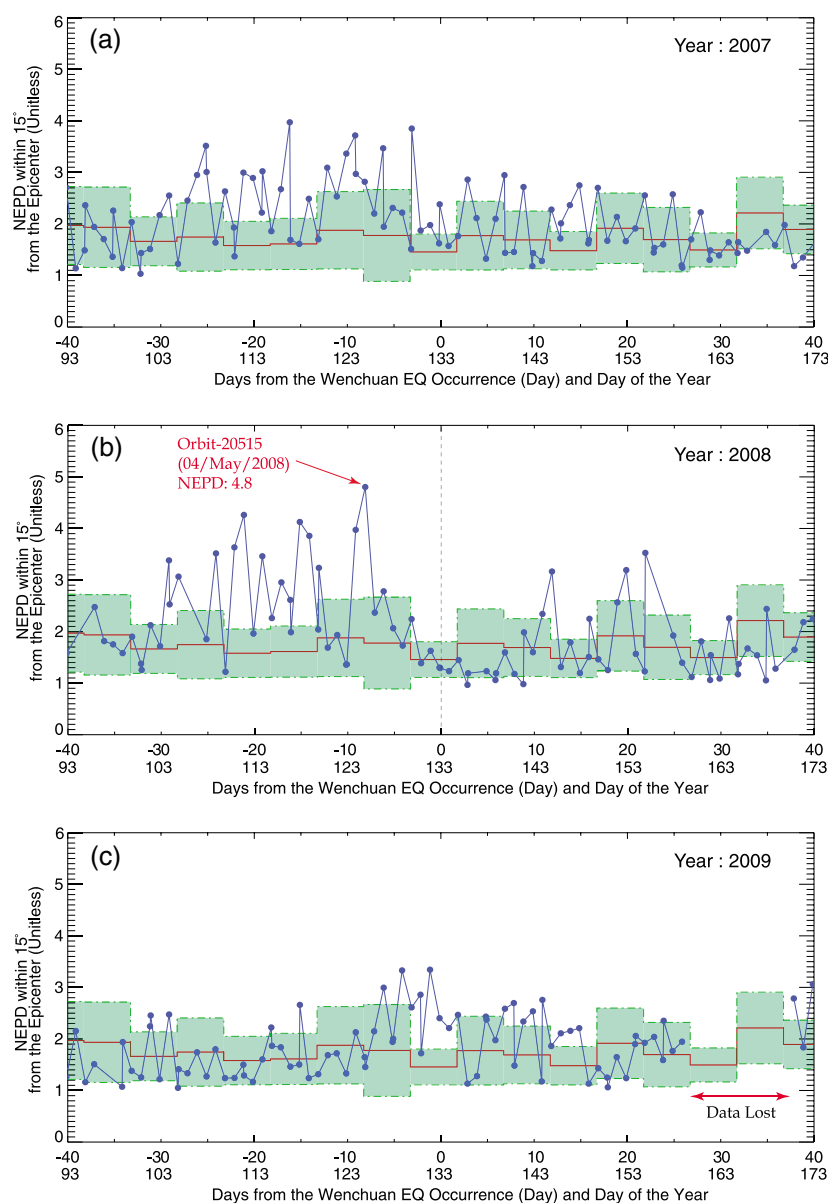 (a)
Year : 2007
NEPD within 15°
from the Epicenter (Unitless)
6
5
4
3
2
1
0
-40 -30 -20 -10 0 10 20 30 40
93 103 113 123 133 143 153 163 173
Days from the Wenchuan EQ Occurrence (Day) and Day of the Year
(b)
Year : 2008
Orbit-20515
(04/May/2008)
NEPD: 4.8
NEPD within 15°
from the Epicenter (Unitless)
6
5
4
3
2
1
0
-40 -30 -20 -10 0 10 20 30 40
93 103 113 123 133 143 153 163 173
Days from the Wenchuan EQ Occurrence (Day) and Day of the Year
(c)
Year : 2009
NEPD within 15°
from the Epicenter (Unitless)
6
5
4
3
2
1
0
Data Lost
-40 -30 -20 -10 0 10 20 30 40
93 103 113 123 133 143 153 163 173
Days from the Wenchuan EQ Occurrence (Day) and Day of the Year